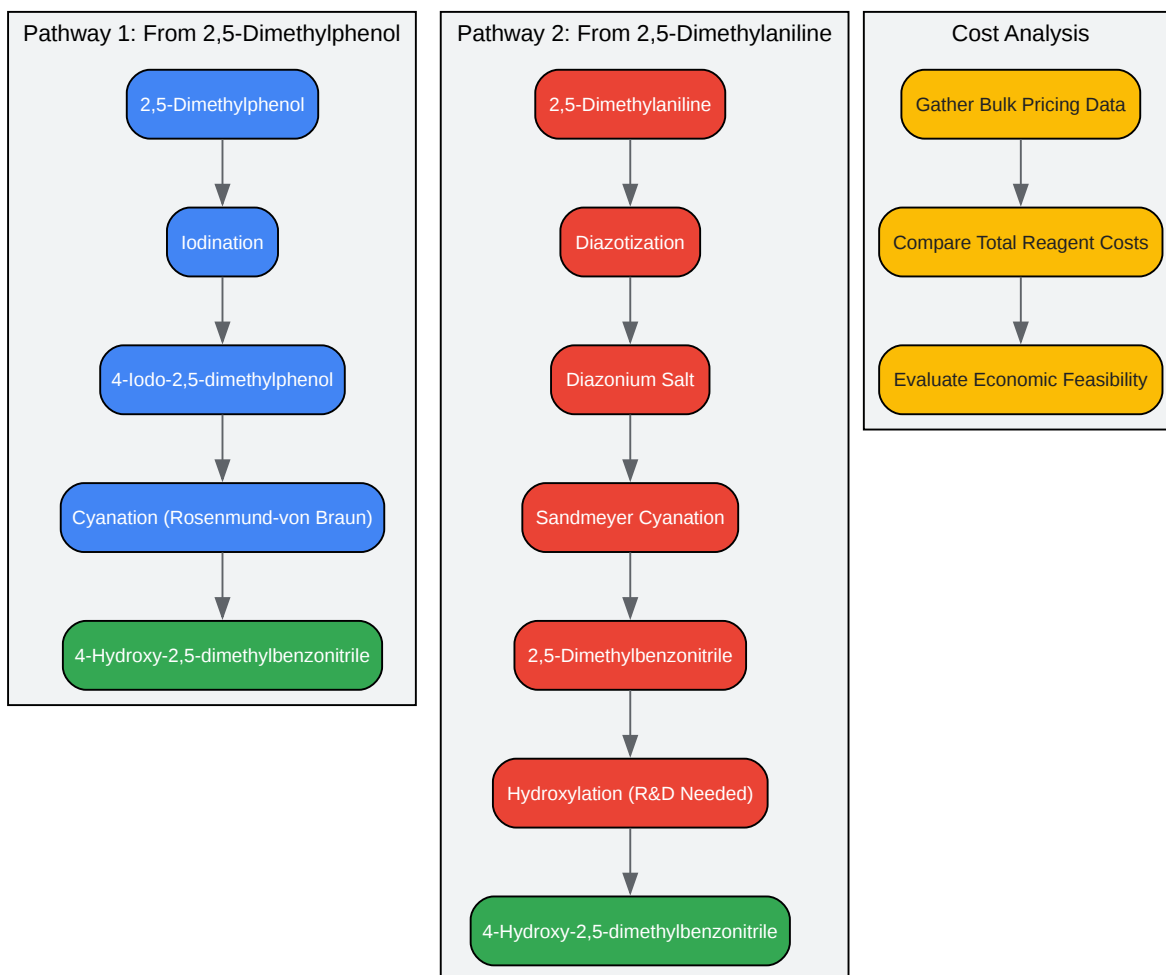 Pathway 1: From 2,5-Dimethylphenol
2,5-Dimethylphenol
Iodination
4-Iodo-2,5-dimethylphenol
Cyanation (Rosenmund-von Braun)
4-Hydroxy-2,5-dimethylbenzonitrile
Pathway 2: From 2,5-Dimethylaniline
2,5-Dimethylaniline
Diazotization
Diazonium Salt
Sandmeyer Cyanation
2,5-Dimethylbenzonitrile
Hydroxylation (R&D Needed)
4-Hydroxy-2,5-dimethylbenzonitrile
Cost Analysis
Gather Bulk Pricing Data
Compare Total Reagent Costs
Evaluate Economic Feasibility